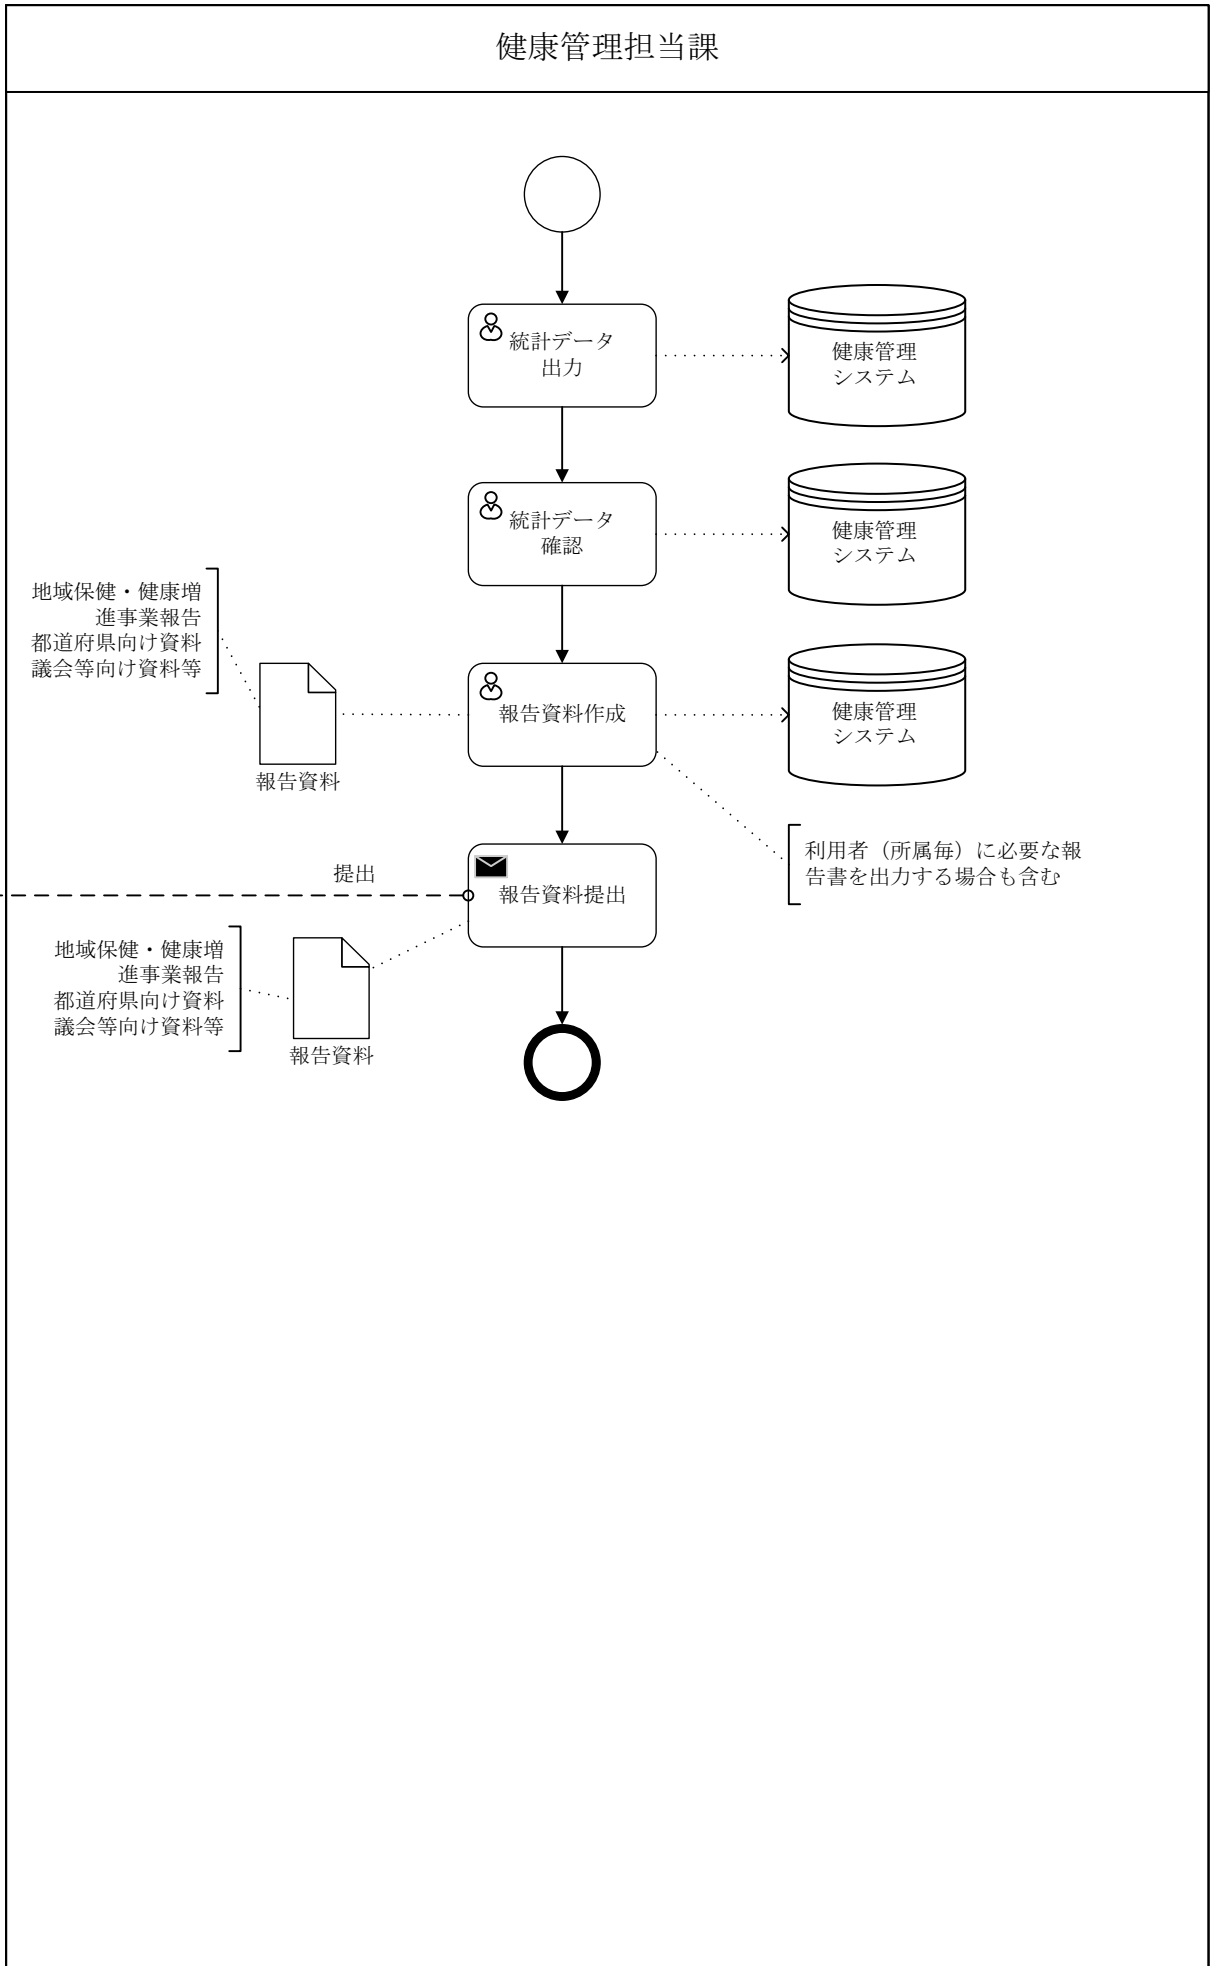 健康管理担当課
統計データ
出力
健康管理
システム
統計データ
確認
健康管理
システム
地域保健・健康増
進事業報告
都道府県向け資料
議会等向け資料等
報告資料
報告資料作成
健康管理
システム
利用者（所属毎）に必要な報
告書を出力する場合も含む
提出
報告資料提出
地域保健・健康増
進事業報告
都道府県向け資料
議会等向け資料等
報告資料